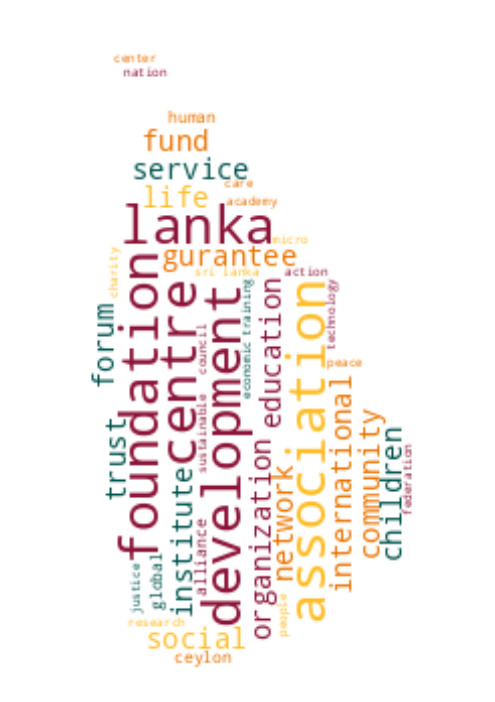 center
nation
human
fund
service
care
life
academy
lanka
micro
gurantee
charity
sri lanka
action
foundation
centre
development
economic
training
education
association
technology
forum
council
peace
sustainable
international
community
trust
children
federation
organization
network
institute
alliance
global
justice
people
research
social
ceylon